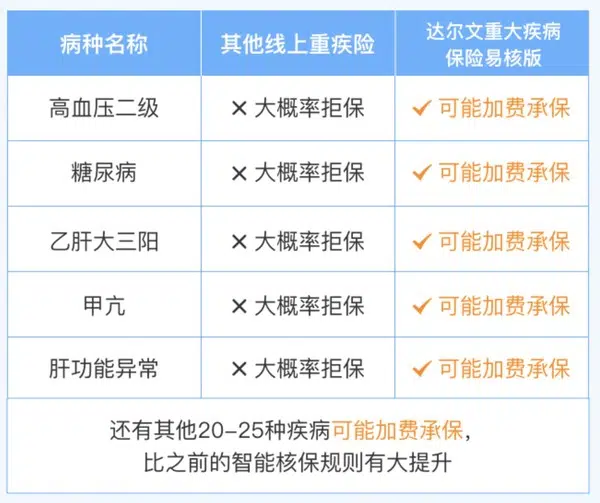 病种名称
其他线上重疾险
达尔文重大疾病
保险易核版
高血压二级
✕ 大概率拒保
✓ 可能加费承保
糖尿病
✕ 大概率拒保
✓ 可能加费承保
乙肝大三阳
✕ 大概率拒保
✓ 可能加费承保
甲亢
✕ 大概率拒保
✓ 可能加费承保
肝功能异常
✕ 大概率拒保
✓ 可能加费承保
还有其他20-25种疾病可能加费承保，
比之前的智能核保规则有大提升